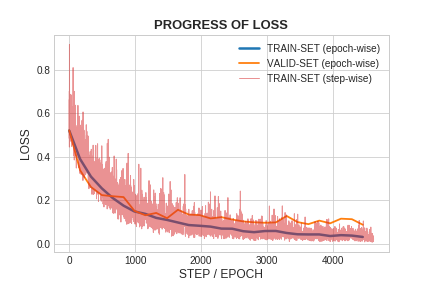 PROGRESS OF LOSS
TRAIN-SET (epoch-wise)
VALID-SET (epoch-wise)
TRAIN-SET (step-wise)
LOSS
0.8
0.6
0.4
0.2
0.0
0 1000 2000 3000 4000
STEP / EPOCH